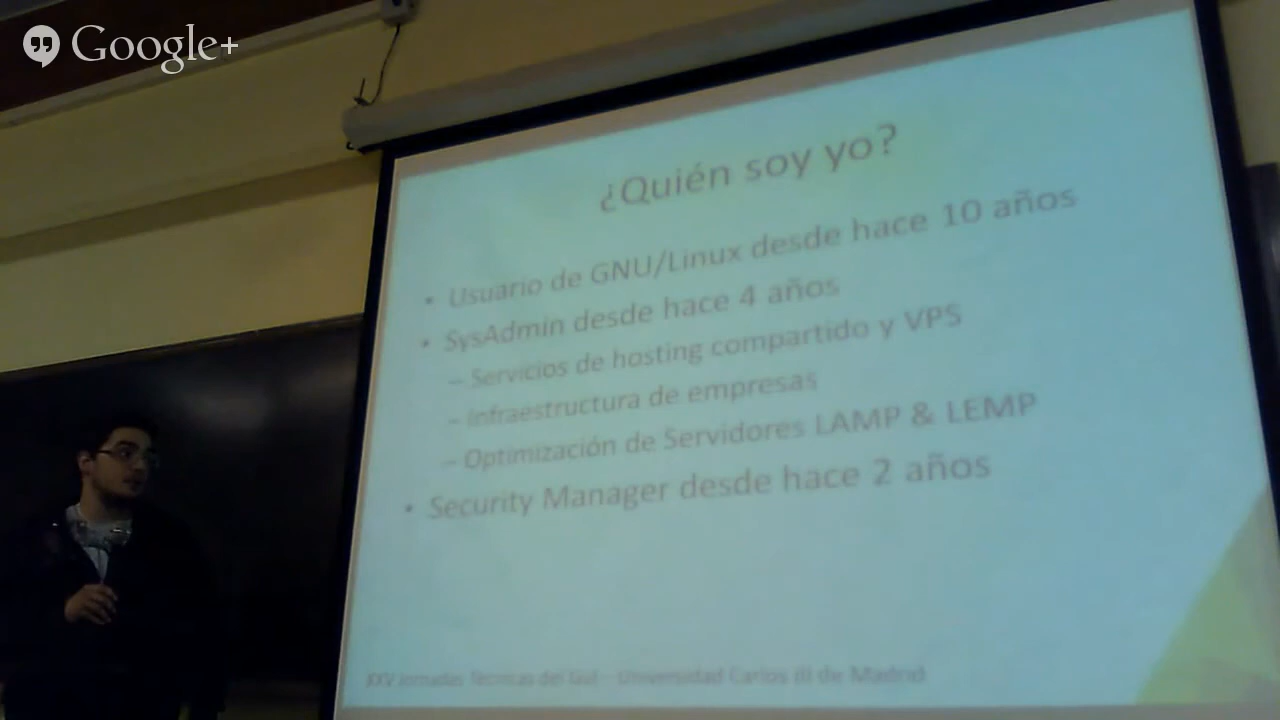 Google+
¿Quién soy yo?
• Usuario de GNU/Linux desde hace 10 años
• SysAdmin desde hace 4 años
– Servicios de hosting compartido y VPS
– Infraestructura de empresas
– Optimización de Servidores LAMP & LEMP
• Security Manager desde hace 2 años
XXV Jornadas Técnicas del - Universidad Carlos III de Madrid